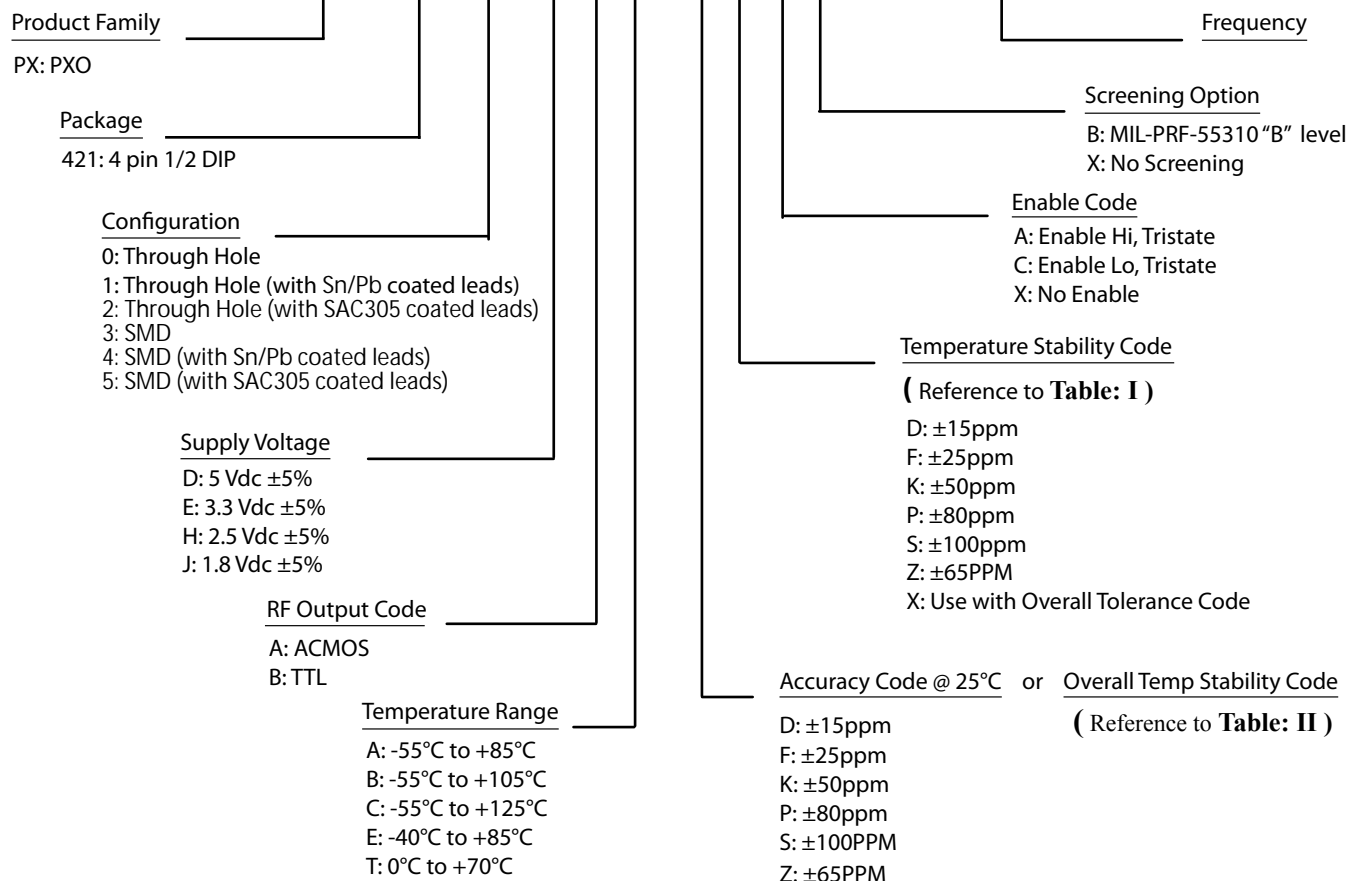 Product Family
PX: PXO
Package
421: 4 pin 1/2 DIP
Configuration
0: Through Hole
1: Through Hole (with Sn/Pb coated leads)
2: Through Hole (with SAC305 coated leads)
3: SMD
4: SMD (with Sn/Pb coated leads)
5: SMD (with SAC305 coated leads)
Supply Voltage
D: 5 Vdc ±5%
E: 3.3 Vdc ±5%
H: 2.5 Vdc ±5%
J: 1.8 Vdc ±5%
RF Output Code
A: ACMOS
B: TTL
Temperature Range
A: -55°C to +85°C
B: -55°C to +105°C
C: -55°C to +125°C
E: -40°C to +85°C
T: 0°C to +70°C
Frequency
Screening Option
B: MIL-PRF-55310 “B” level
X: No Screening
Enable Code
A: Enable Hi, Tristate
C: Enable Lo, Tristate
X: No Enable
Temperature Stability Code
( Reference to Table: I )
D: ±15ppm
F: ±25ppm
K: ±50ppm
P: ±80ppm
S: ±100ppm
Z: ±65PPM
X: Use with Overall Tolerance Code
Accuracy Code @ 25°C or Overall Temp Stability Code
( Reference to Table: II )
D: ±15ppm
F: ±25ppm
K: ±50ppm
P: ±80ppm
S: ±100PPM
Z: ±65PPM